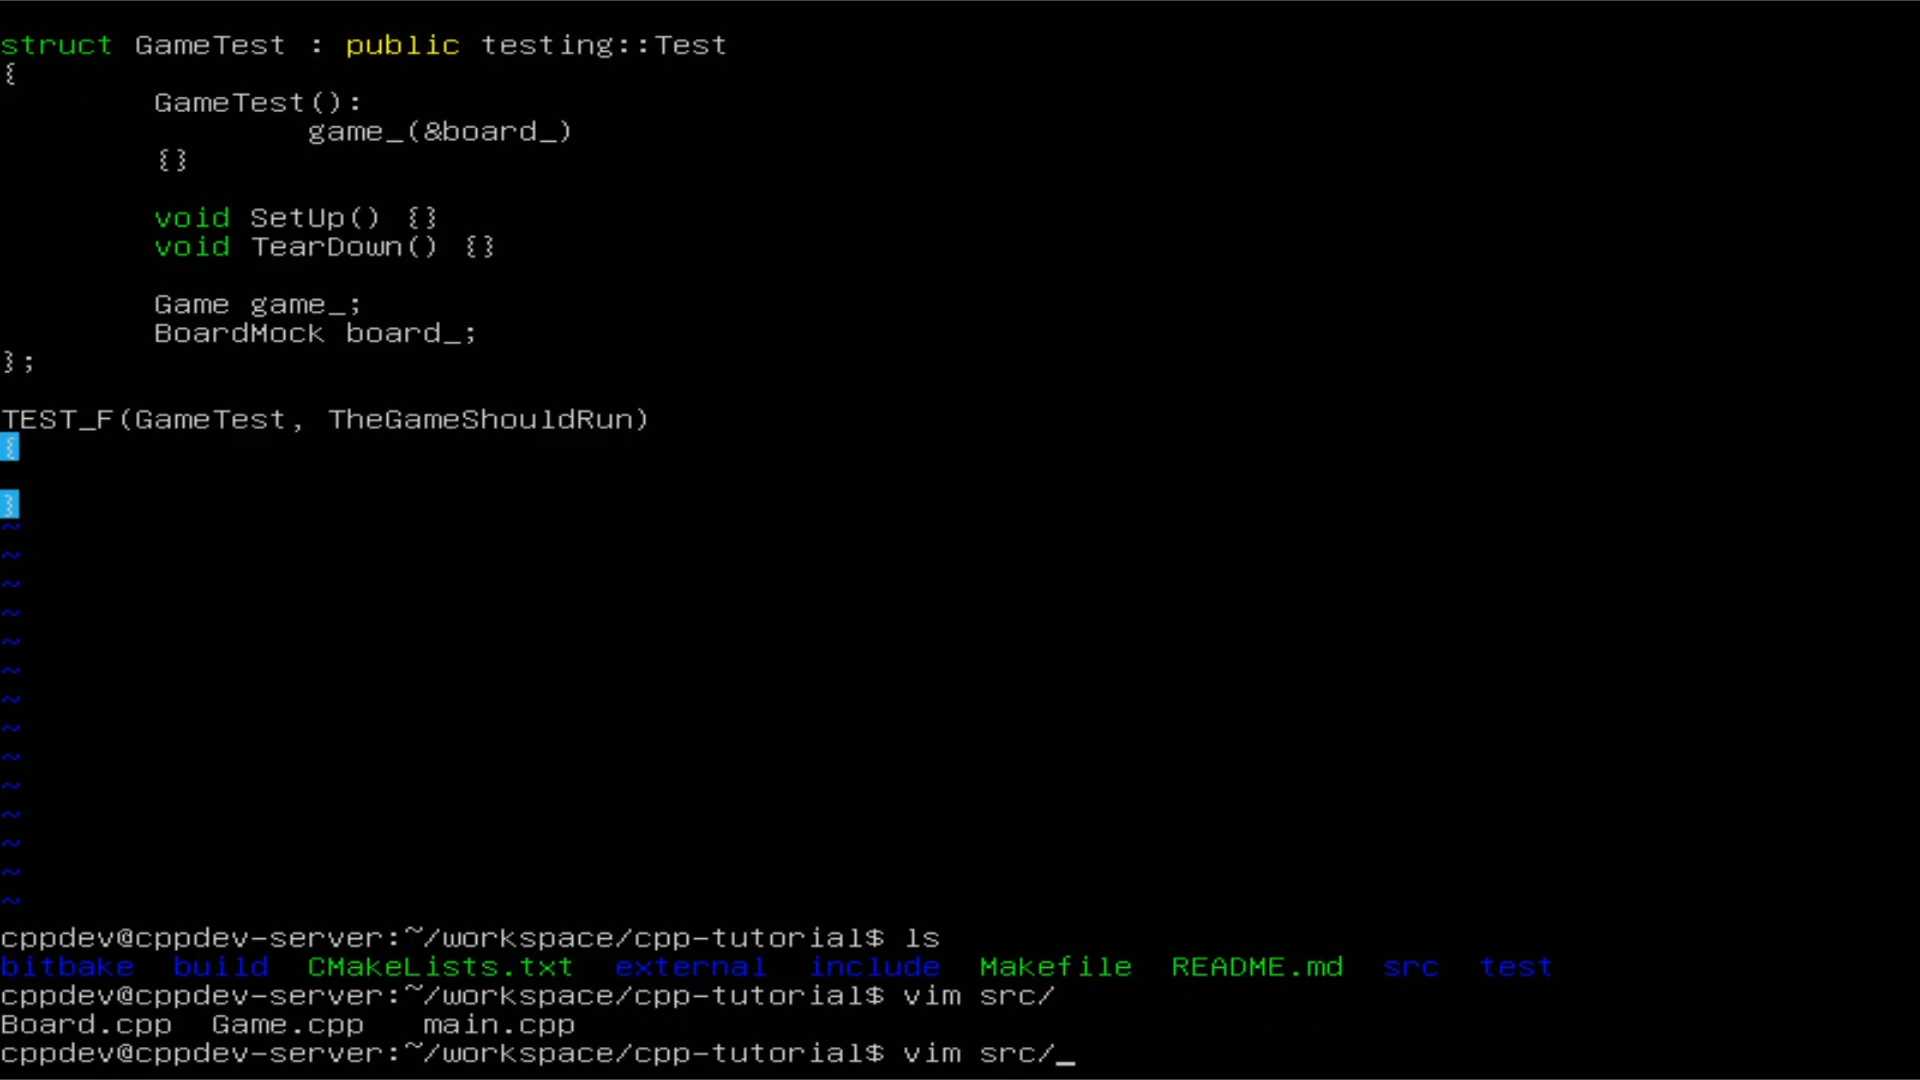 struct GameTest : public testing::Test
{
GameTest():
game_(&board_)
{}
void SetUp() {}
void TearDown() {}
Game game_;
BoardMock board_;
};
TEST_F(GameTest, TheGameShouldRun)
{
}
~
~
~
~
~
~
~
~
~
~
~
~
~
~
cppdev@cppdev-server:~/workspace/cpp-tutorial$ ls
bitbake build CMakeLists.txt external include Makefile README.md src test
cppdev@cppdev-server:~/workspace/cpp-tutorial$ vim src/
Board.cpp Game.cpp main.cpp
cppdev@cppdev-server:~/workspace/cpp-tutorial$ vim src/_